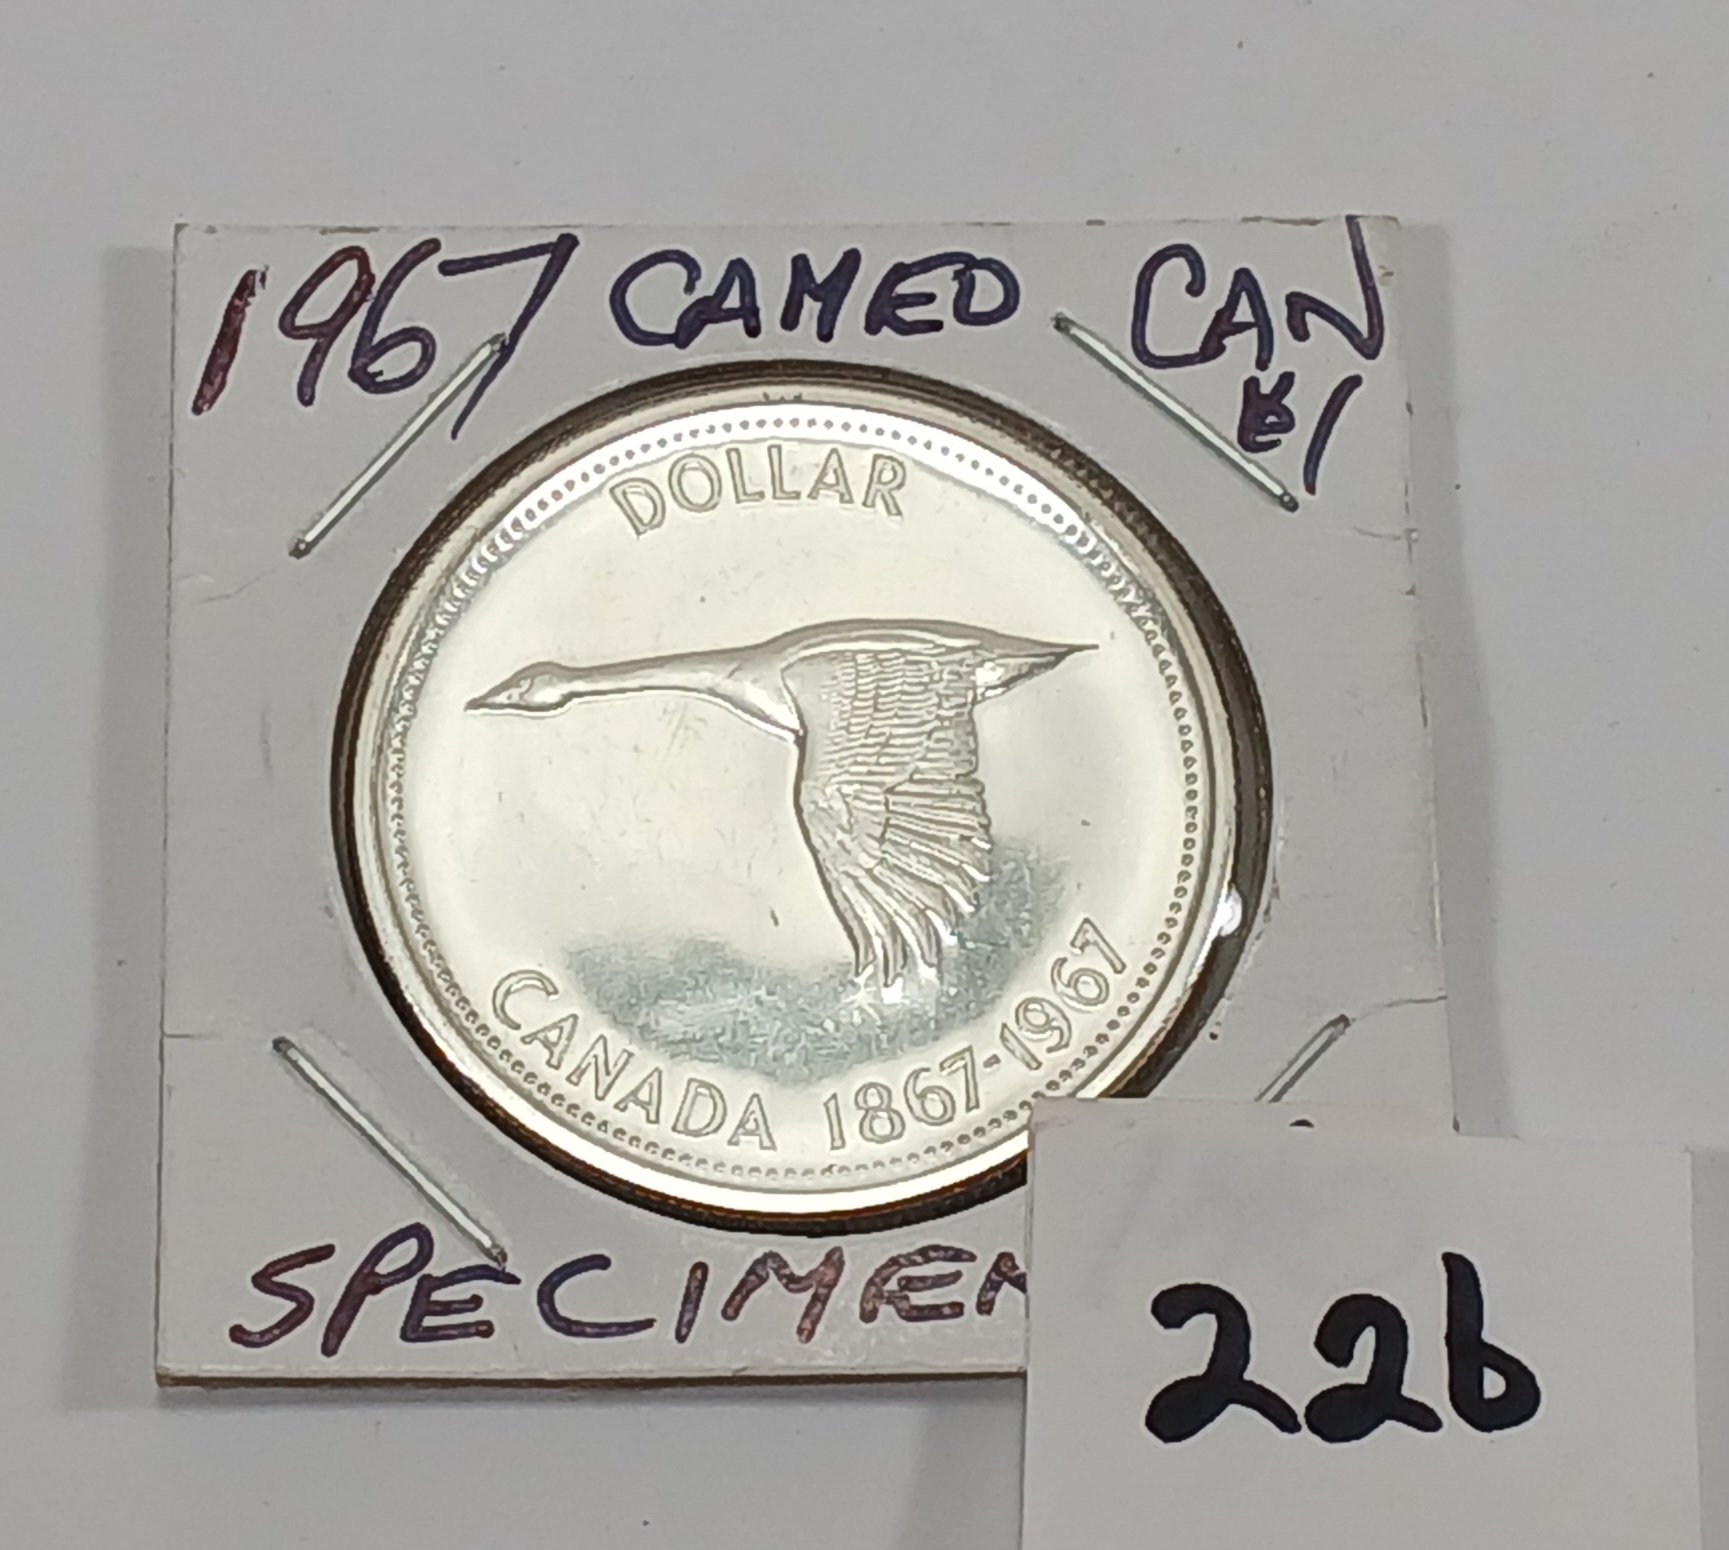 1967 CAMEO CAN
$1
DOLLAR
CANADA 1867-1967
SPECIMEN
226